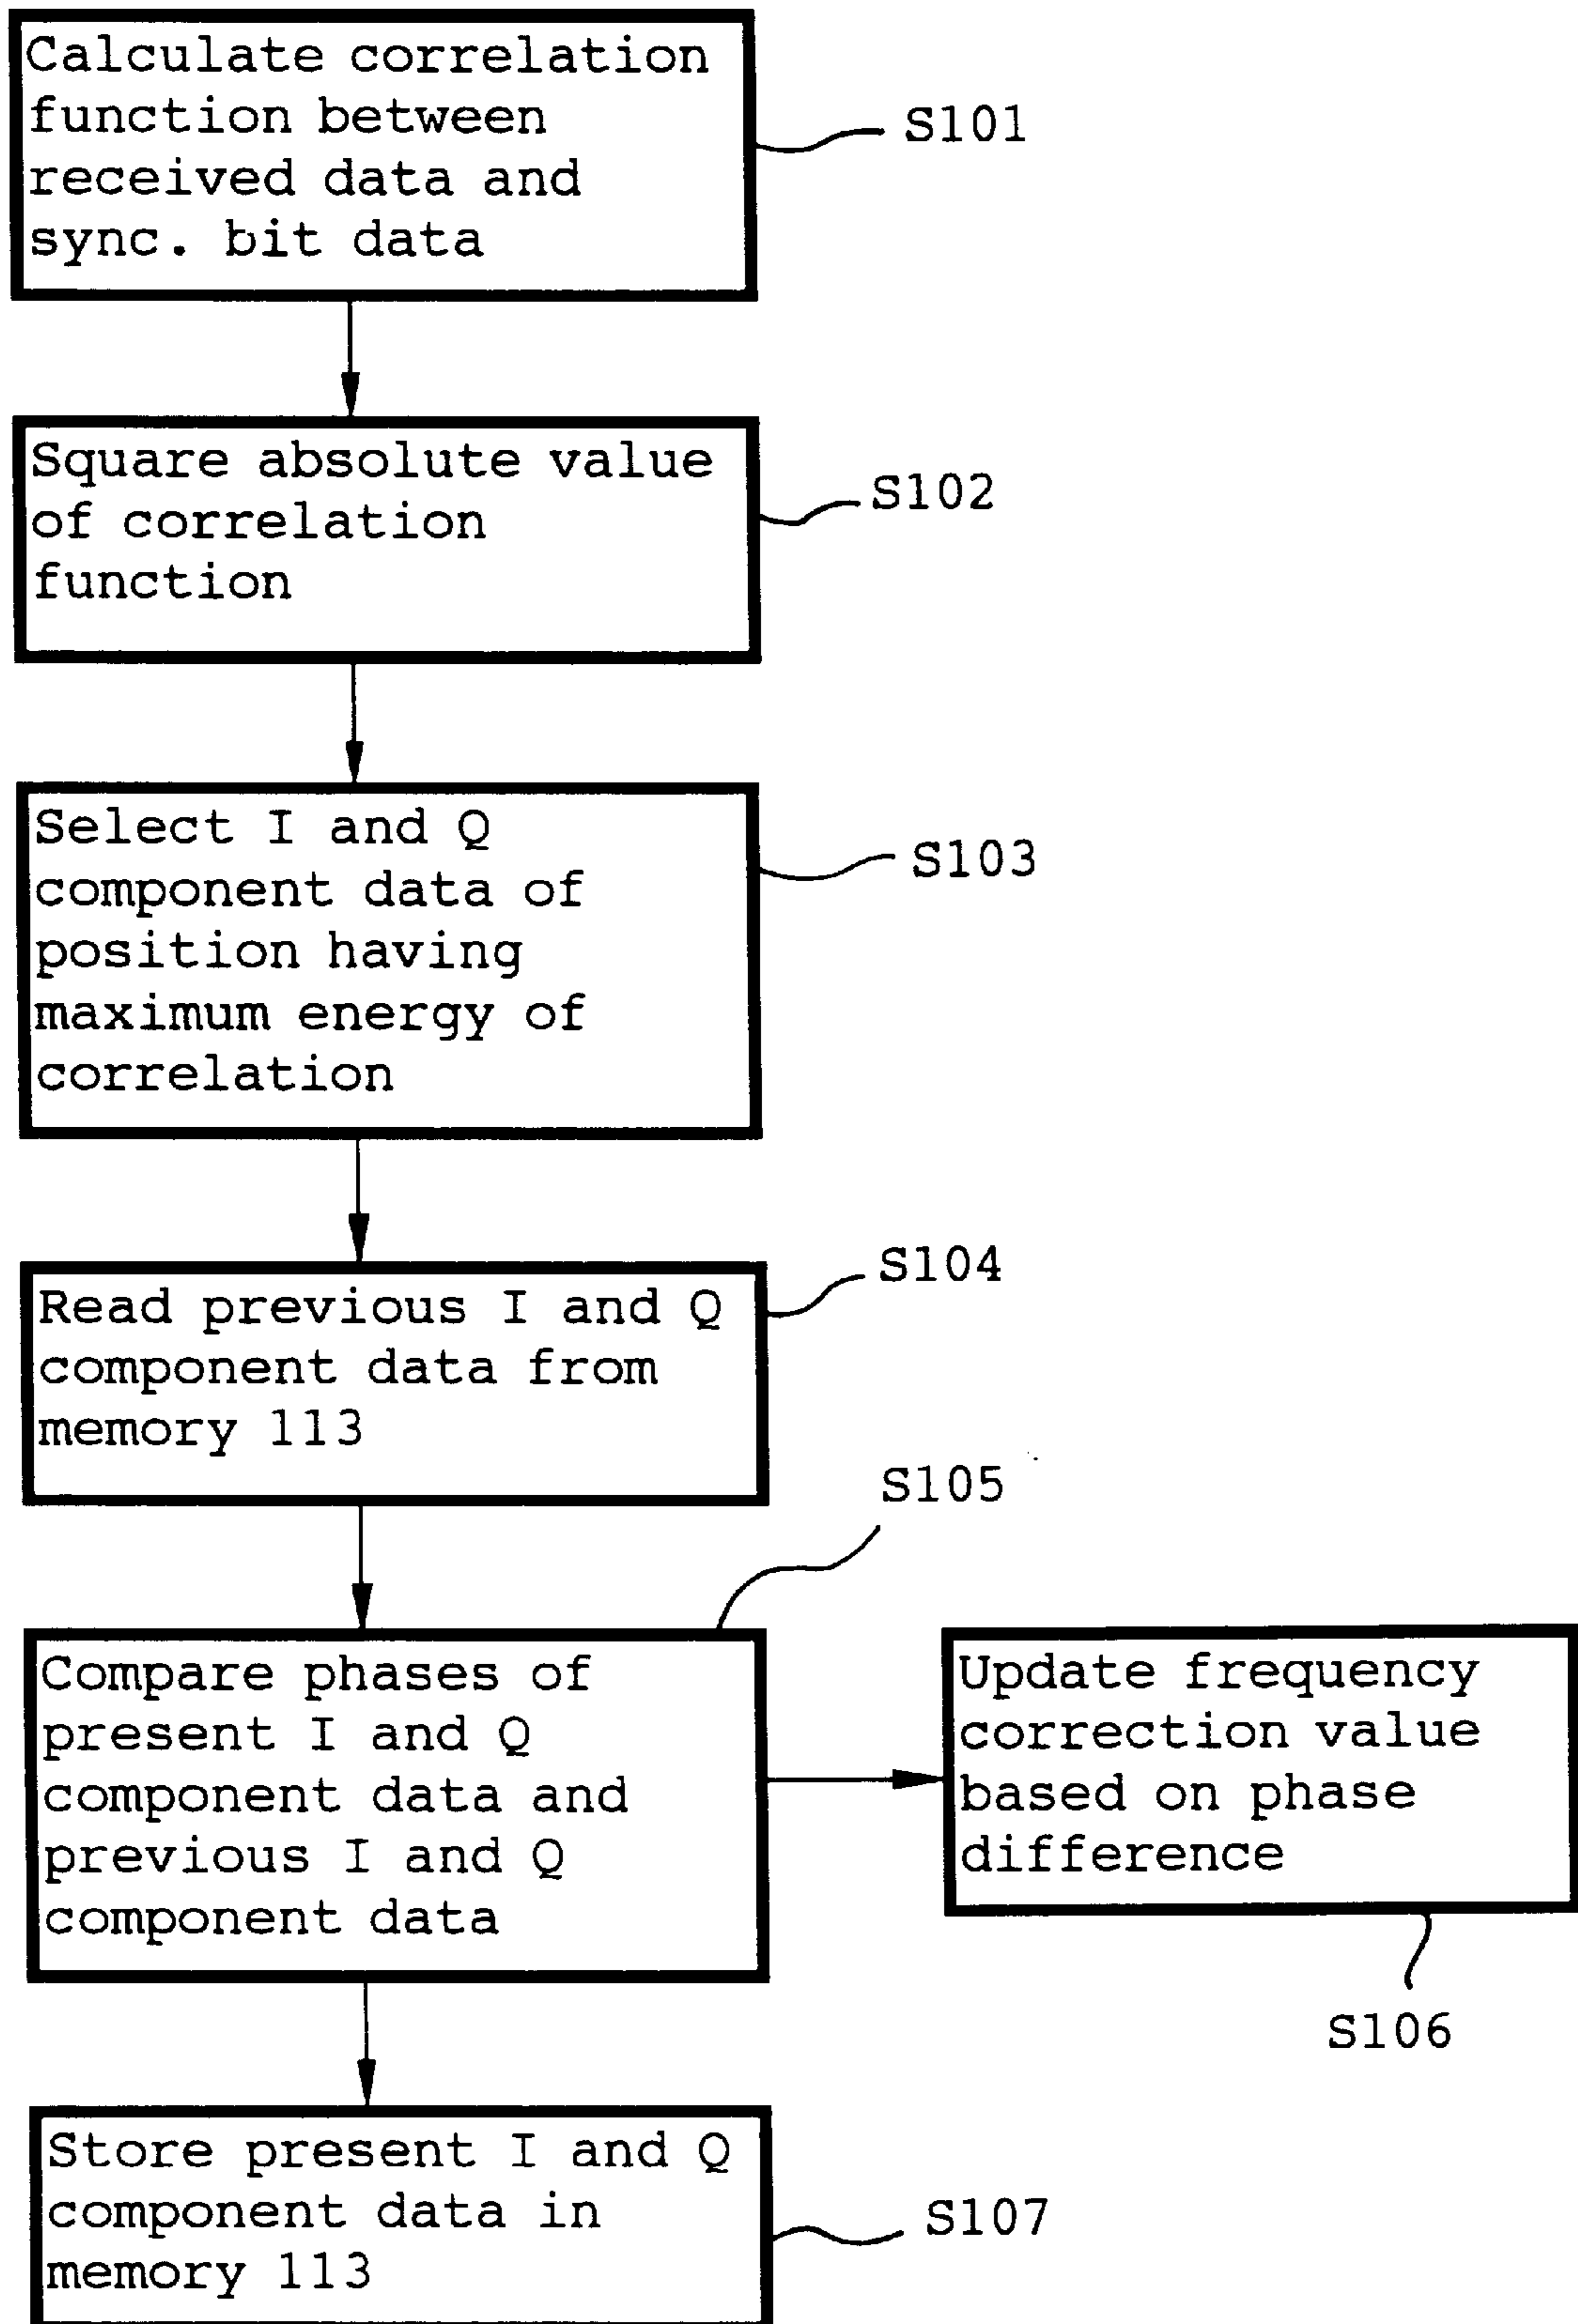 Calculate correlation
function between
received data and
sync. bit data
S101
Square absolute value
of correlation
function
S102
Select I and Q
component data of
position having
maximum energy of
correlation
S103
Read previous I and Q
component data from
memory 113
S104
Compare phases of
present I and Q
component data and
previous I and Q
component data
S105
Update frequency
correction value
based on phase
difference
S106
Store present I and Q
component data in
memory 113
S107